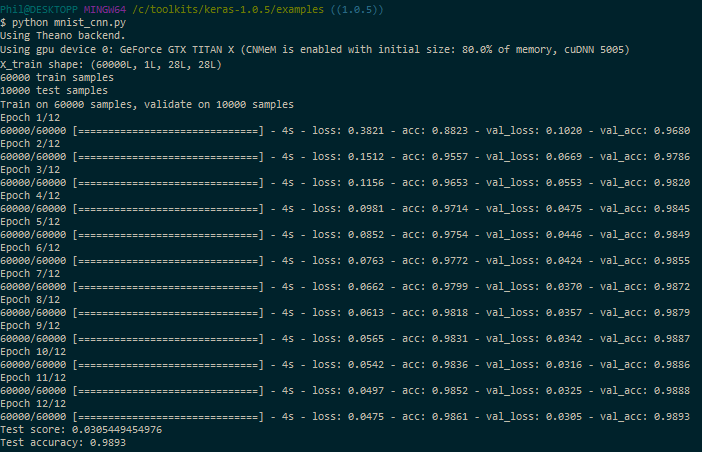 Phil@DESKTOPP MINGW64 /c/toolkits/keras-1.0.5/examples ((1.0.5))
$ python mnist_cnn.py
Using Theano backend.
Using gpu device 0: GeForce GTX TITAN X (CNMeM is enabled with initial size: 80.0% of memory, cuDNN 5005)
X_train shape: (60000L, 1L, 28L, 28L)
60000 train samples
10000 test samples
Train on 60000 samples, validate on 10000 samples
Epoch 1/12
60000/60000 [==============================] - 4s - loss: 0.3821 - acc: 0.8823 - val_loss: 0.1020 - val_acc: 0.9680
Epoch 2/12
60000/60000 [==============================] - 4s - loss: 0.1512 - acc: 0.9557 - val_loss: 0.0669 - val_acc: 0.9786
Epoch 3/12
60000/60000 [==============================] - 4s - loss: 0.1156 - acc: 0.9653 - val_loss: 0.0553 - val_acc: 0.9820
Epoch 4/12
60000/60000 [==============================] - 4s - loss: 0.0981 - acc: 0.9714 - val_loss: 0.0475 - val_acc: 0.9845
Epoch 5/12
60000/60000 [==============================] - 4s - loss: 0.0852 - acc: 0.9754 - val_loss: 0.0446 - val_acc: 0.9849
Epoch 6/12
60000/60000 [==============================] - 4s - loss: 0.0763 - acc: 0.9772 - val_loss: 0.0424 - val_acc: 0.9855
Epoch 7/12
60000/60000 [==============================] - 4s - loss: 0.0662 - acc: 0.9799 - val_loss: 0.0370 - val_acc: 0.9872
Epoch 8/12
60000/60000 [==============================] - 4s - loss: 0.0613 - acc: 0.9818 - val_loss: 0.0357 - val_acc: 0.9879
Epoch 9/12
60000/60000 [==============================] - 4s - loss: 0.0565 - acc: 0.9831 - val_loss: 0.0342 - val_acc: 0.9887
Epoch 10/12
60000/60000 [==============================] - 4s - loss: 0.0542 - acc: 0.9836 - val_loss: 0.0316 - val_acc: 0.9886
Epoch 11/12
60000/60000 [==============================] - 4s - loss: 0.0497 - acc: 0.9852 - val_loss: 0.0325 - val_acc: 0.9888
Epoch 12/12
60000/60000 [==============================] - 4s - loss: 0.0475 - acc: 0.9861 - val_loss: 0.0305 - val_acc: 0.9893
Test score: 0.0305449454976
Test accuracy: 0.9893